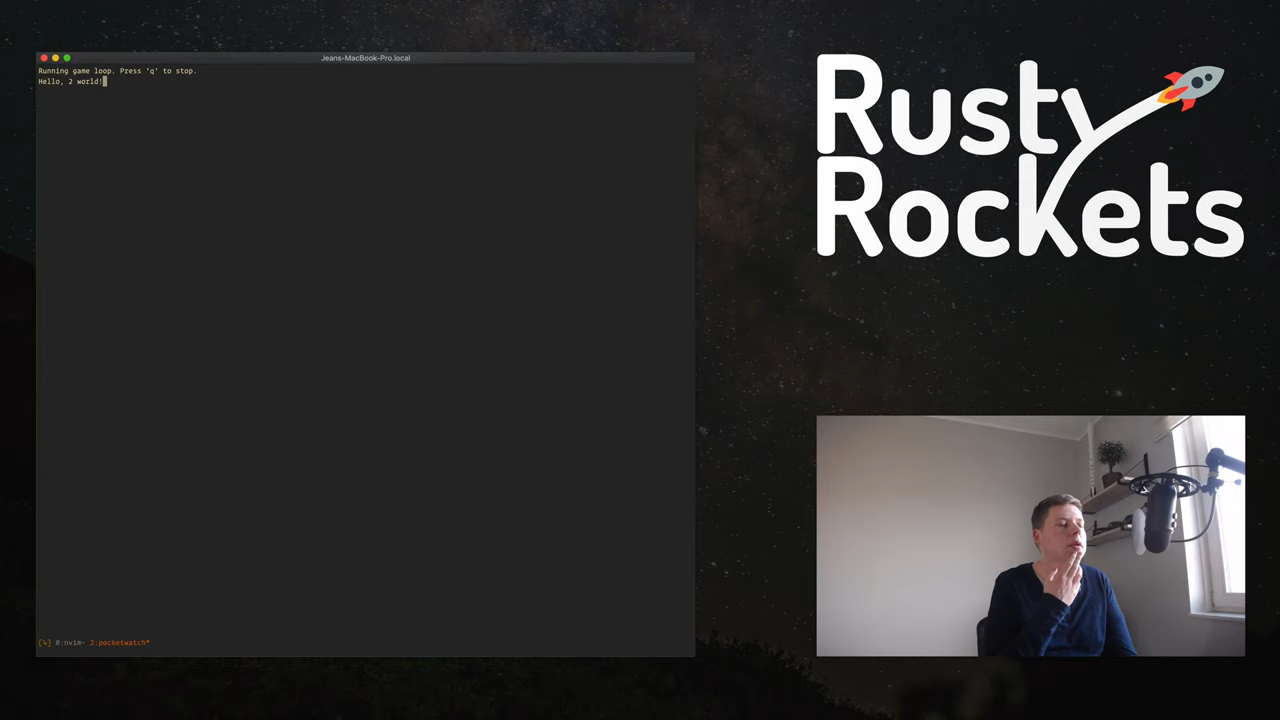 Jeans-MacBook-Pro.local
Running game loop. Press 'q' to stop.
Hello, 2 world!
[4] 0:nvim- 2:pocketwatch*
Rusty
Rockets